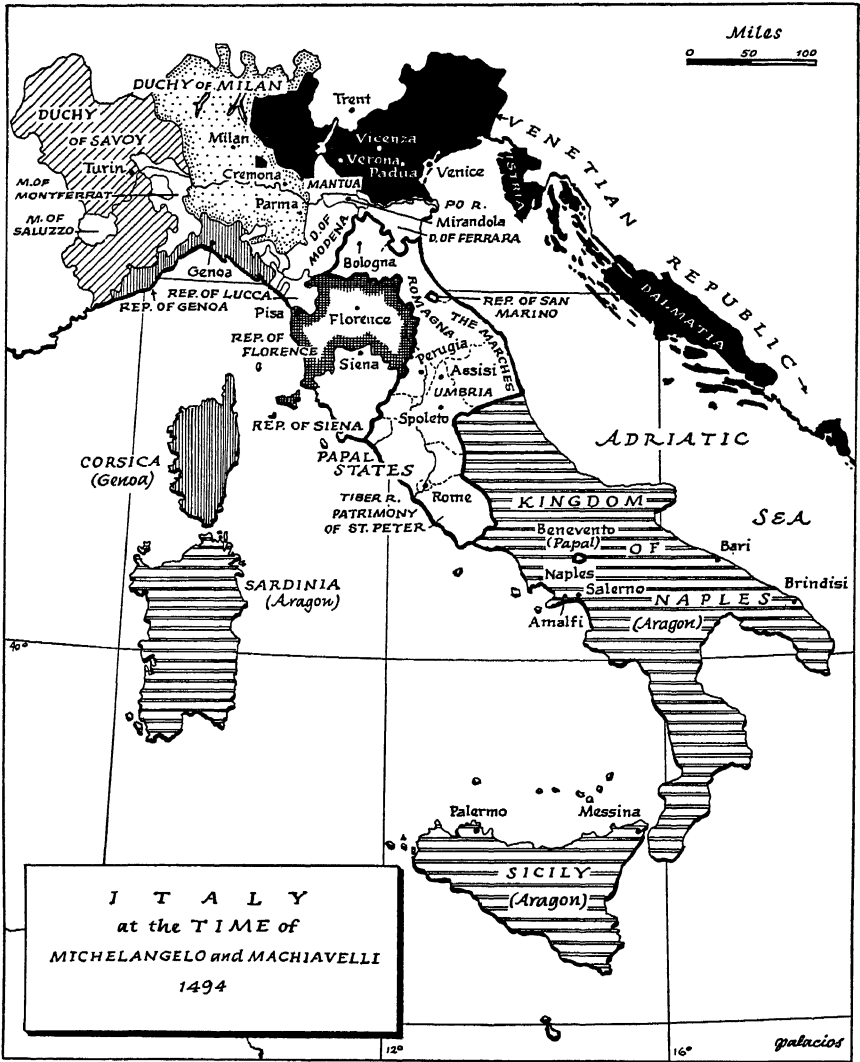 Miles
0 50 100
DUCHY OF MILAN
Trent
DUCHY
OF SAVOY
VENETIAN REPUBLIC
Milan
Vicenza
Verona
Padua
Venice
ISTRIA
Turin
Cremona
MANTUA
M. OF
MONTFERRAT
Parma
PO R.
Mirandola
D. OF FERRARA
M. OF
SALUZZO
D. OF
MODENA
Genoa
Bologna
REP. OF LUCCA
REP. OF GENOA
ROMAGNA
REP. OF SAN
MARINO
DALMATIA
Pisa
Florence
THE MARCHES
REP. OF
FLORENCE
Siena
Perugia
Assisi
UMBRIA
REP. OF SIENA
Spoleto
ADRIATIC
SEA
PAPAL
STATES
CORSICA
(Genoa)
TIBER R.
Rome
PATRIMONY
OF ST. PETER
KINGDOM
OF
NAPLES
(Aragon)
Benevento
(Papal)
Bari
Naples
Salerno
Amalfi
Brindisi
SARDINIA
(Aragon)
40°
Palermo
Messina
SICILY
(Aragon)
ITALY
at the TIME of
MICHELANGELO and MACHIAVELLI
1494
12°
16°
palacios